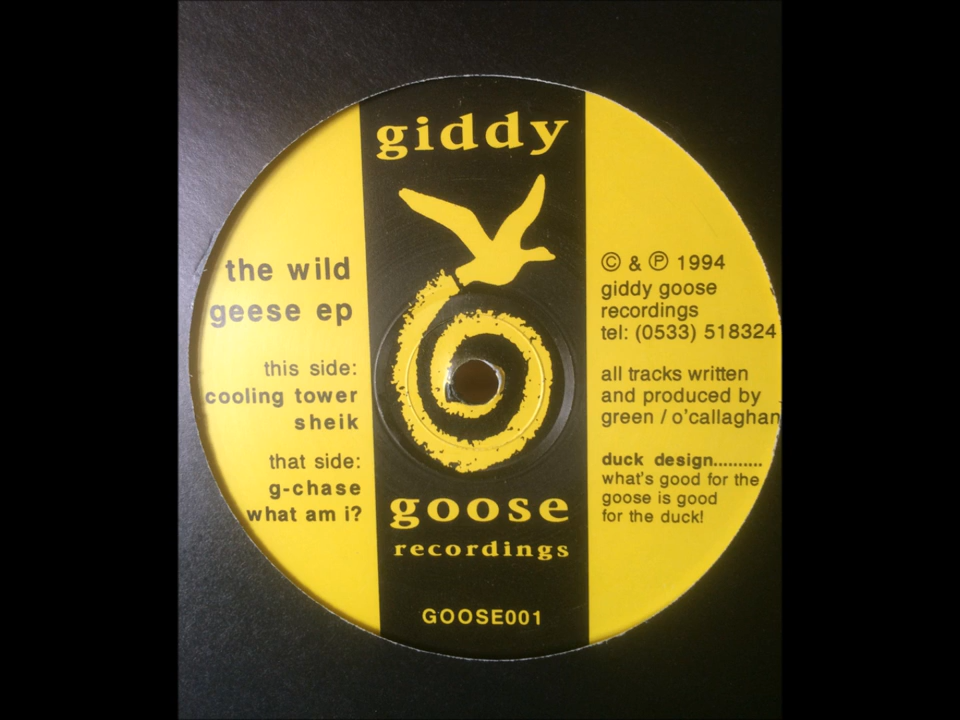 giddy
the wild
geese ep
this side:
cooling tower
sheik
that side:
g-chase
what am i?
© & ℗ 1994
giddy goose
recordings
tel: (0533) 518324
all tracks written
and produced by
green / o'callaghan
duck design..........
what's good for the
goose is good
for the duck!
goose
recordings
GOOSE001